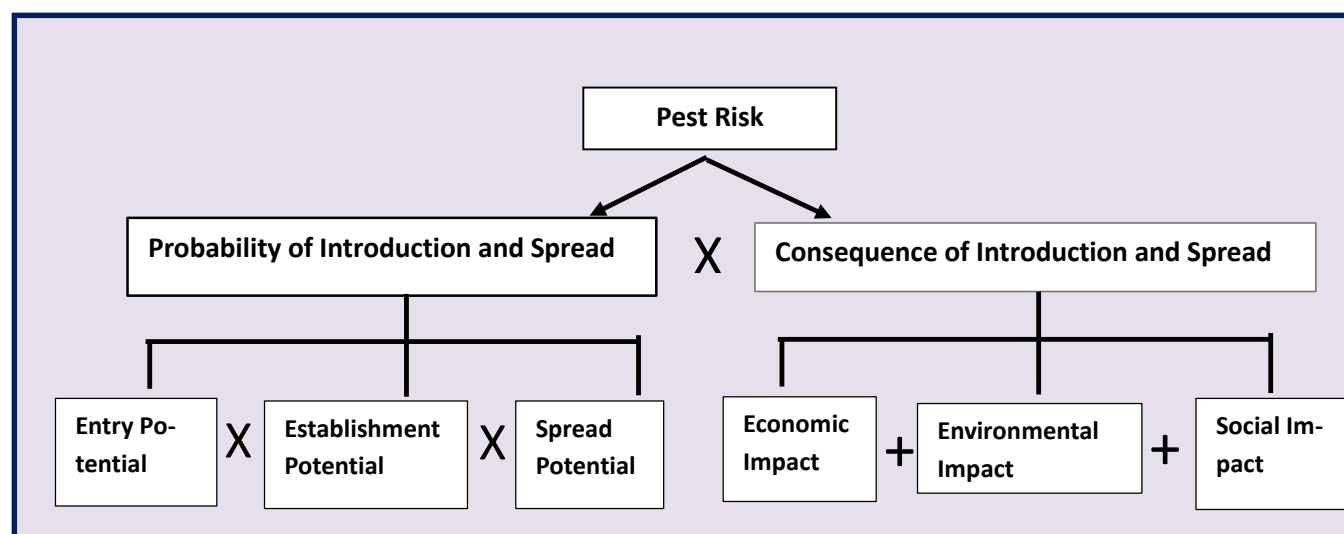 Pest Risk
Probability of Introduction and Spread
X
Consequence of Introduction and Spread
Entry Po-
tential
X
Establishment
Potential
X
Spread
Potential
Economic
Impact
+
Environmental
Impact
+
Social Im-
pact